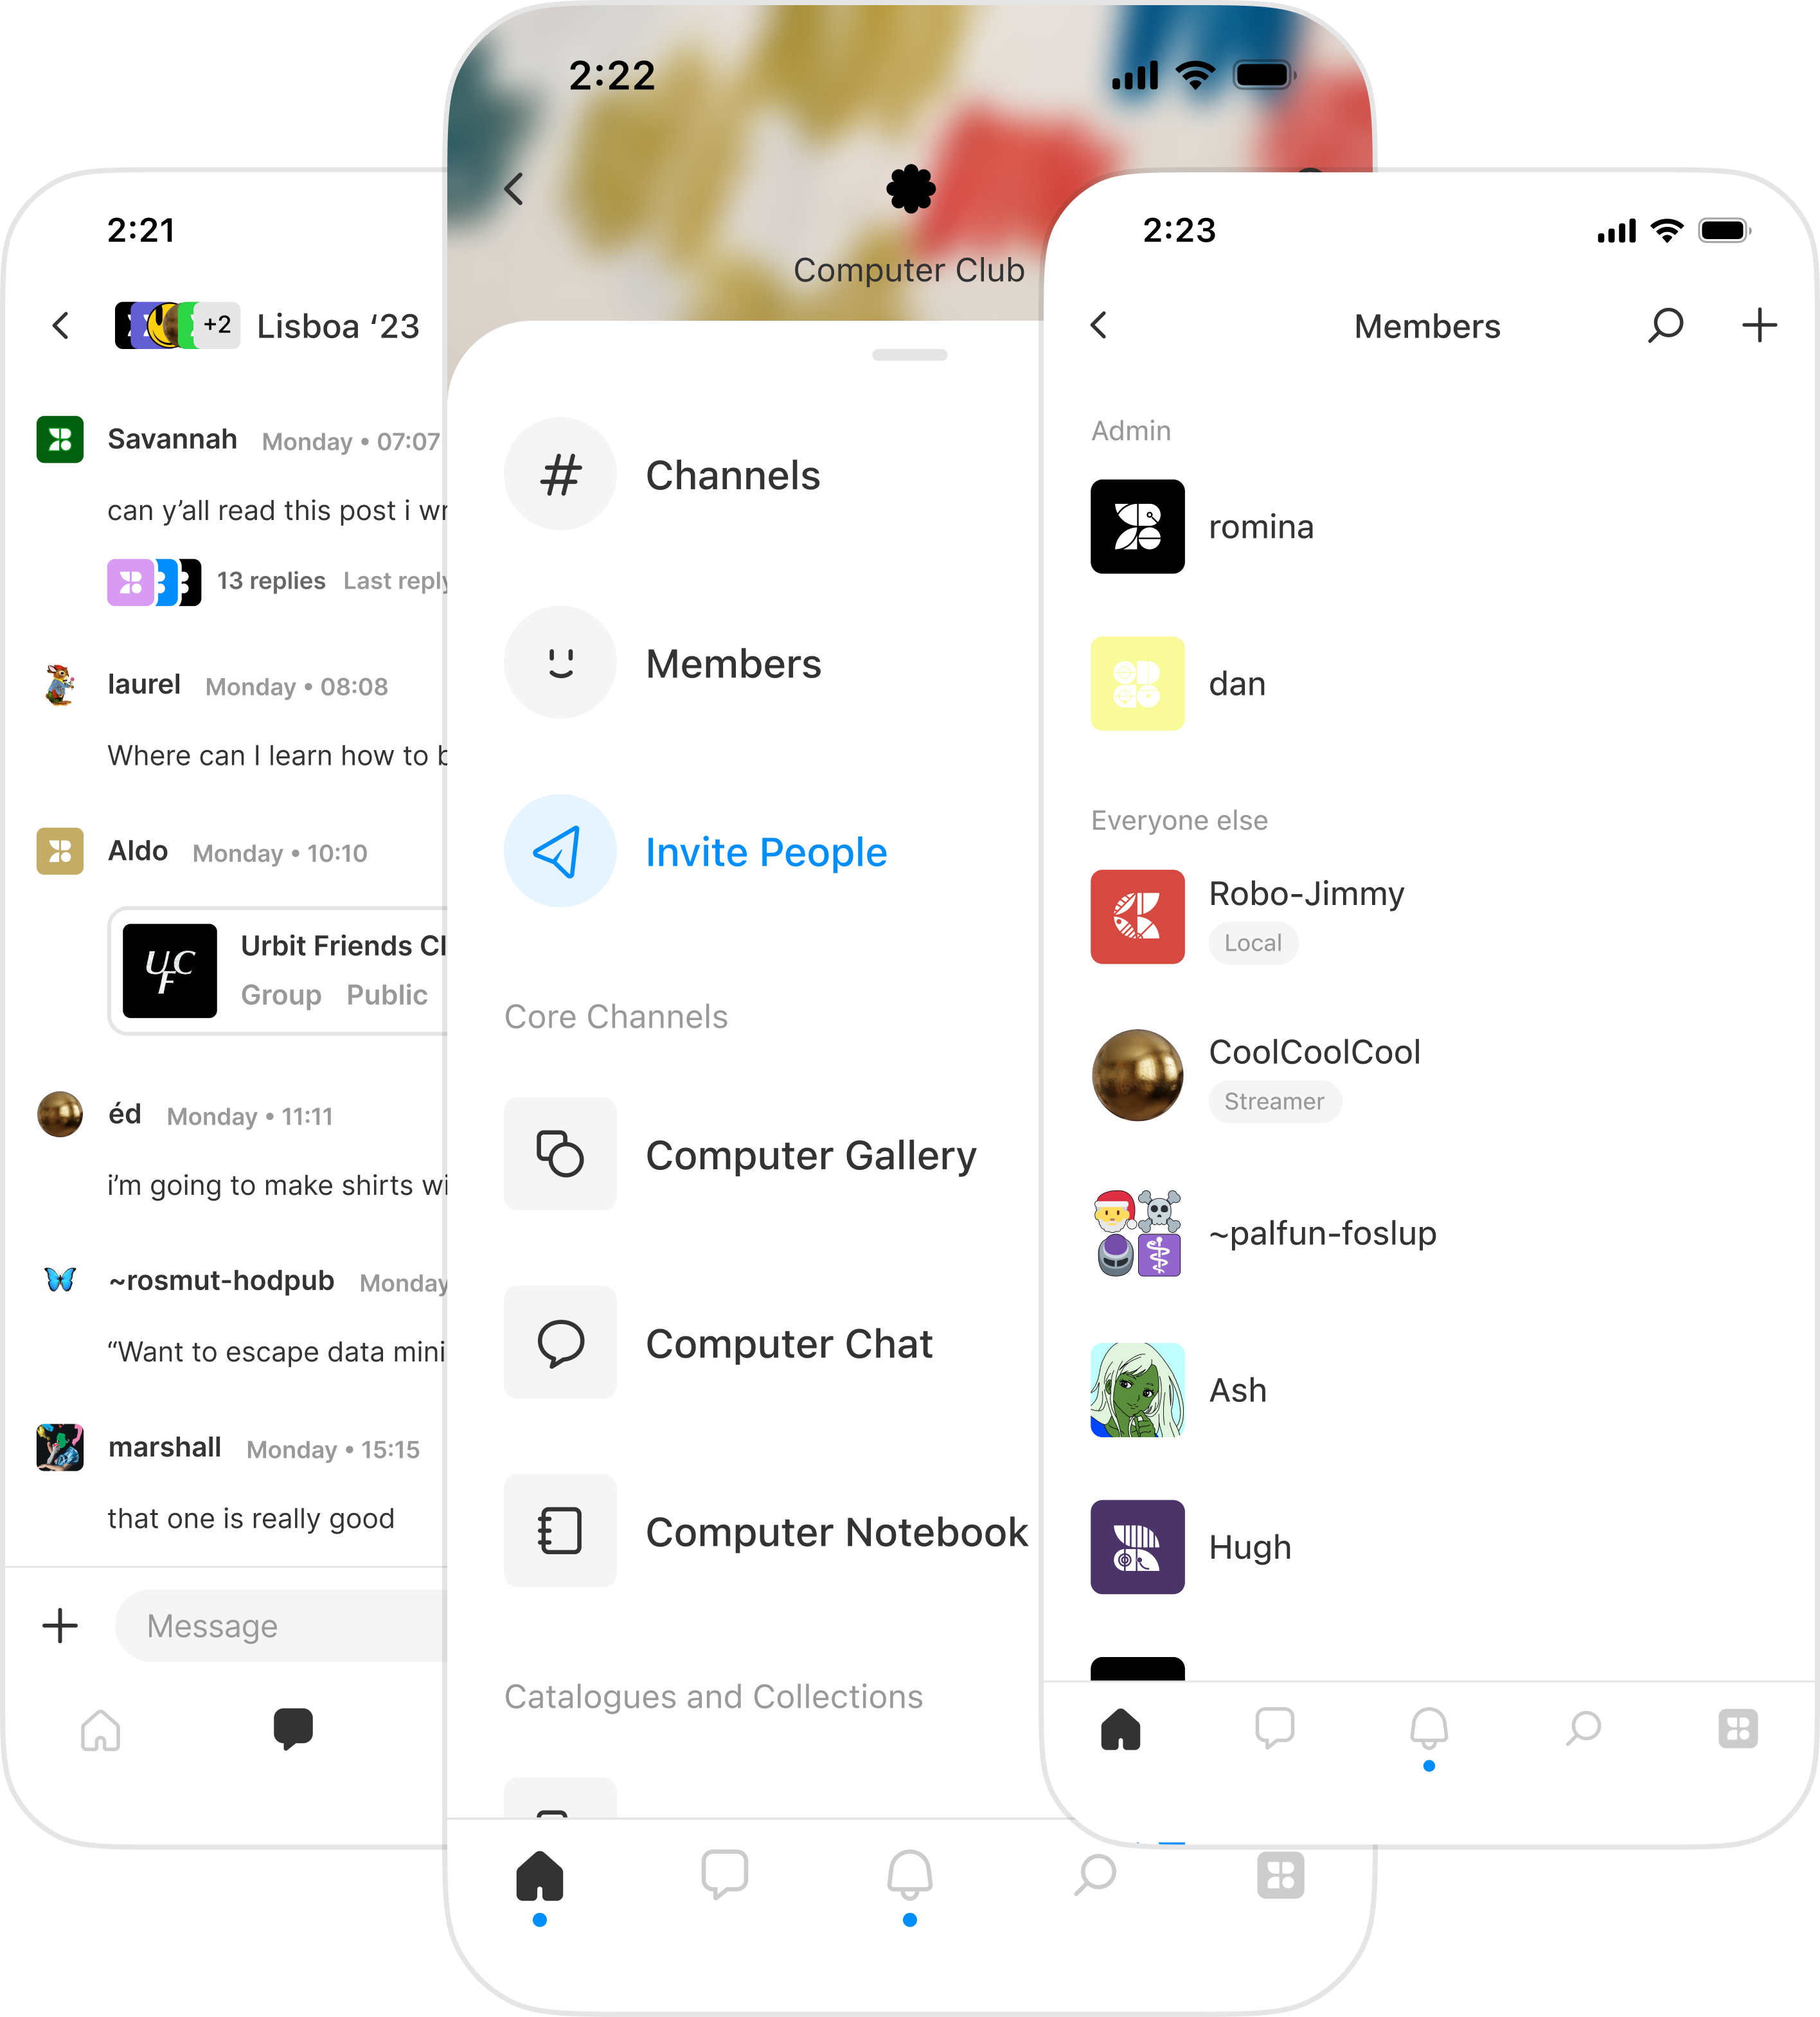 2:21
+2 Lisboa ‘23
Savannah Monday • 07:07
can y’all read this post i
13 replies Last reply
laurel Monday • 08:08
Where can I learn how to
Aldo Monday • 10:10
UFC
Urbit Friends
Group Public
éd Monday • 11:11
i’m going to make shirts
~rosmut-hodpub Monday
“Want to escape data
marshall Monday • 15:15
that one is really good
Message
2:22
Computer Club
Channels
Members
Invite People
Core Channels
Computer Gallery
Computer Chat
Computer Notebook
Catalogues and Collections
2:23
Members
Admin
romina
dan
Everyone else
Robo-Jimmy
Local
CoolCoolCool
Streamer
~palfun-foslup
Ash
Hugh